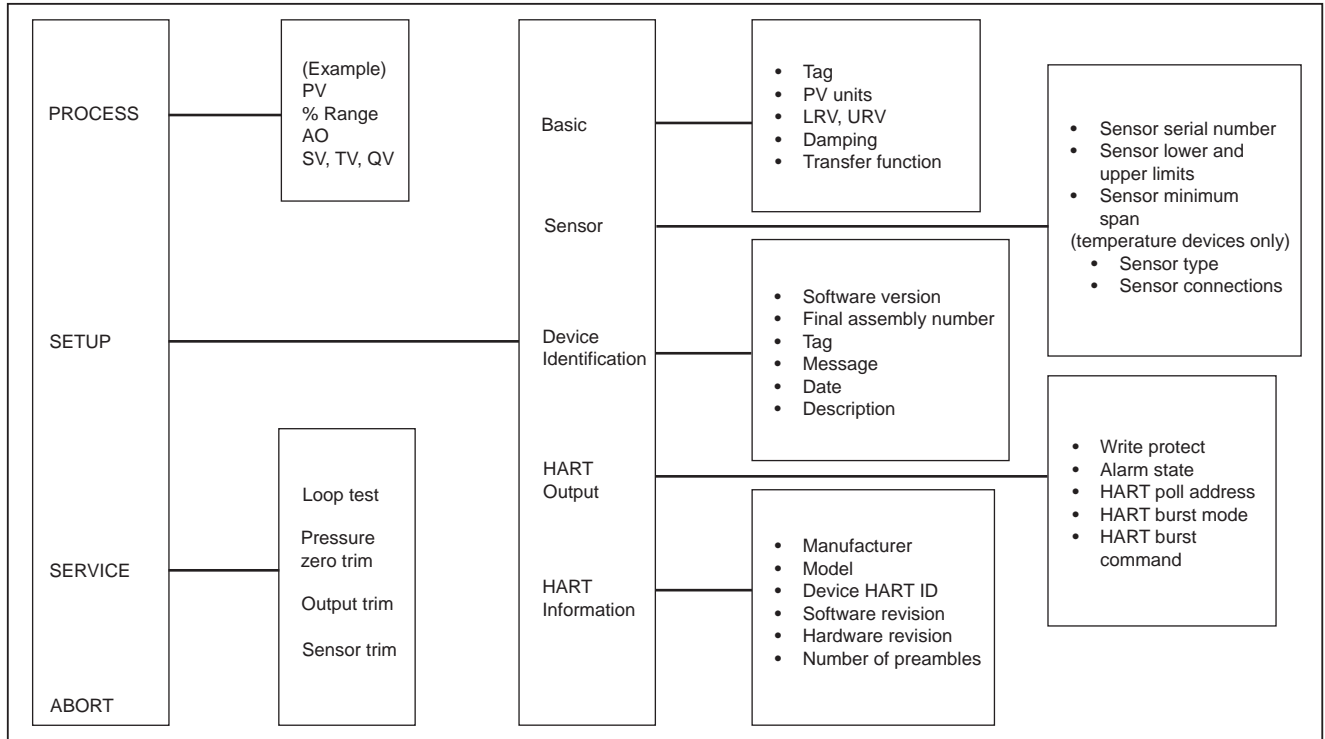 PROCESS
SETUP
SERVICE
ABORT
(Example)
PV
% Range
AO
SV, TV, QV
Loop test
Pressure
zero trim
Output trim
Sensor trim
Basic
Sensor
Device
Identification
HART
Output
HART
Information
• Tag
• PV units
• LRV, URV
• Damping
• Transfer function
• Sensor serial number
• Sensor lower and
upper limits
• Sensor minimum
span
(temperature devices only)
• Sensor type
• Sensor connections
• Software version
• Final assembly number
• Tag
• Message
• Date
• Description
• Write protect
• Alarm state
• HART poll address
• HART burst mode
• HART burst
command
• Manufacturer
• Model
• Device HART ID
• Software revision
• Hardware revision
• Number of preambles